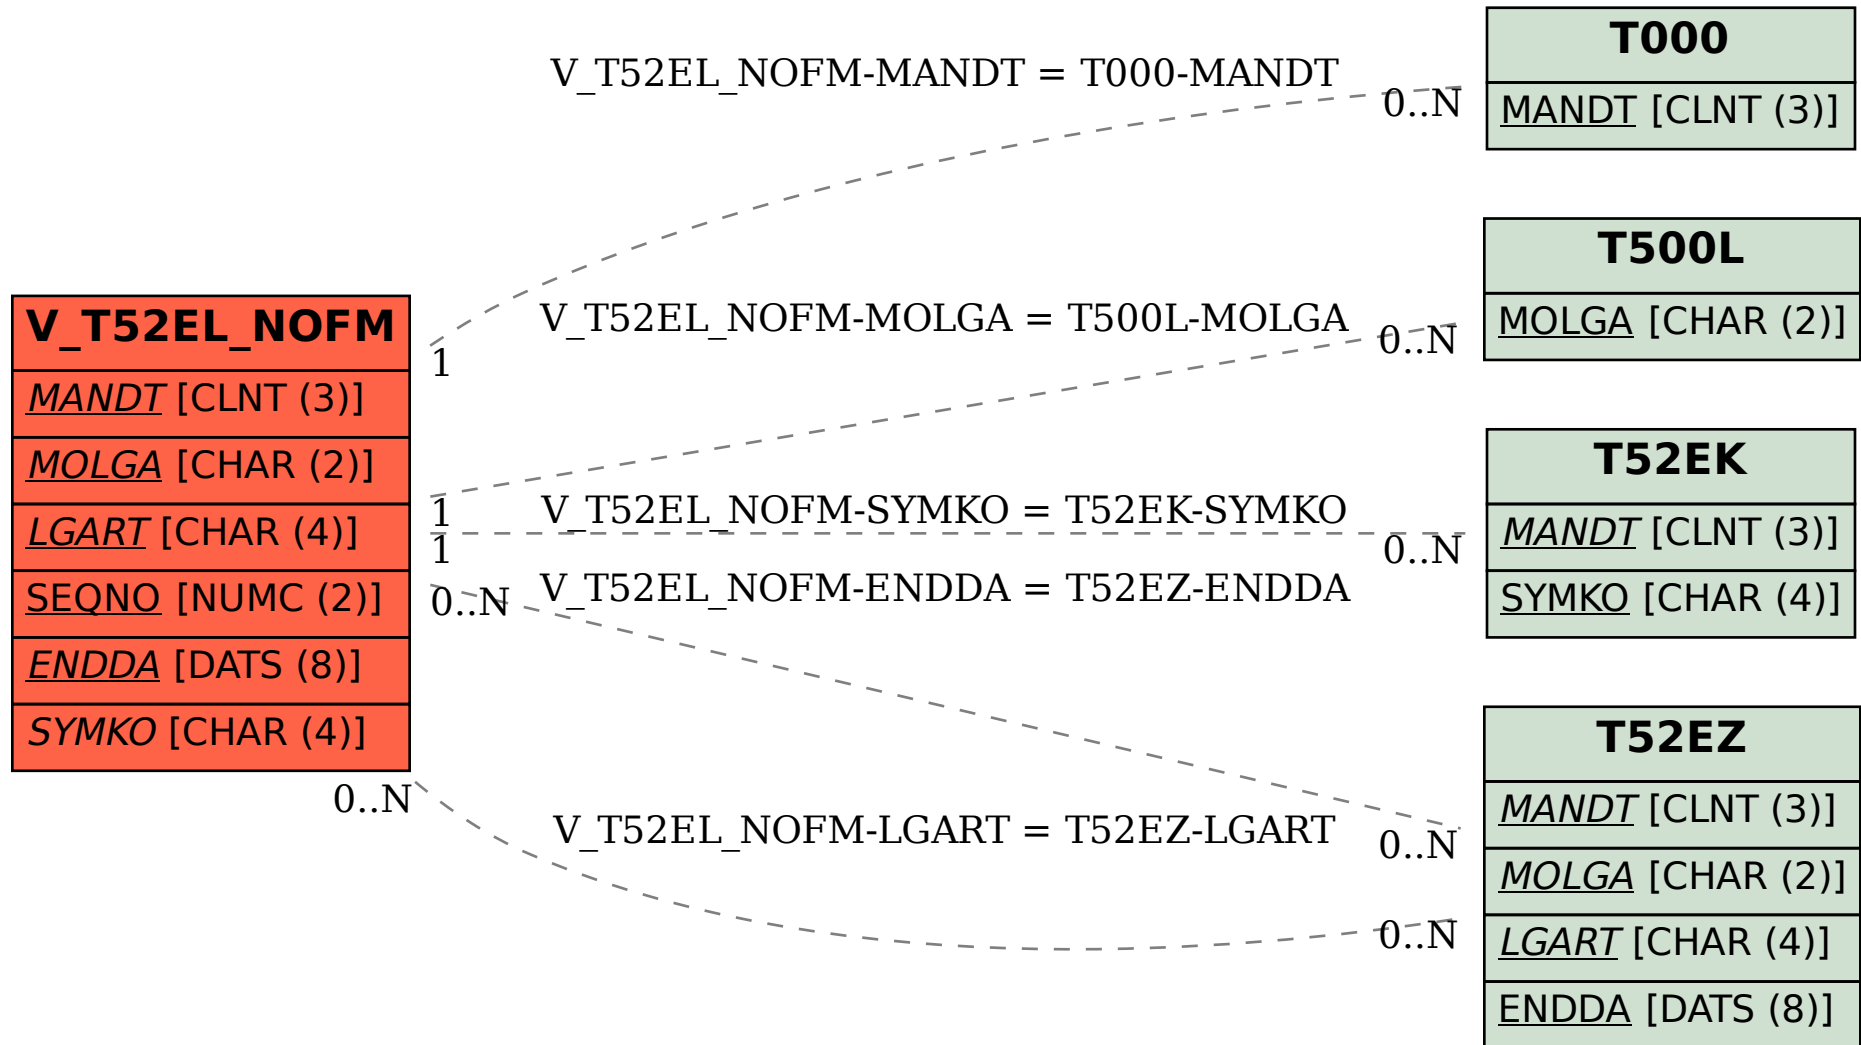 V_T52EL_NOFM
MANDT [CLNT (3)]
MOLGA [CHAR (2)]
LGART [CHAR (4)]
SEQNO [NUMC (2)]
ENDDA [DATS (8)]
SYMKO [CHAR (4)]
V_T52EL_NOFM-MANDT = T000-MANDT
0..N
1
V_T52EL_NOFM-MOLGA = T500L-MOLGA
0..N
1
V_T52EL_NOFM-SYMKO = T52EK-SYMKO
1
0..N
V_T52EL_NOFM-ENDDA = T52EZ-ENDDA
0..N
0..N
V_T52EL_NOFM-LGART = T52EZ-LGART
0..N
0..N
T000
MANDT [CLNT (3)]
T500L
MOLGA [CHAR (2)]
T52EK
MANDT [CLNT (3)]
SYMKO [CHAR (4)]
T52EZ
MANDT [CLNT (3)]
MOLGA [CHAR (2)]
LGART [CHAR (4)]
ENDDA [DATS (8)]